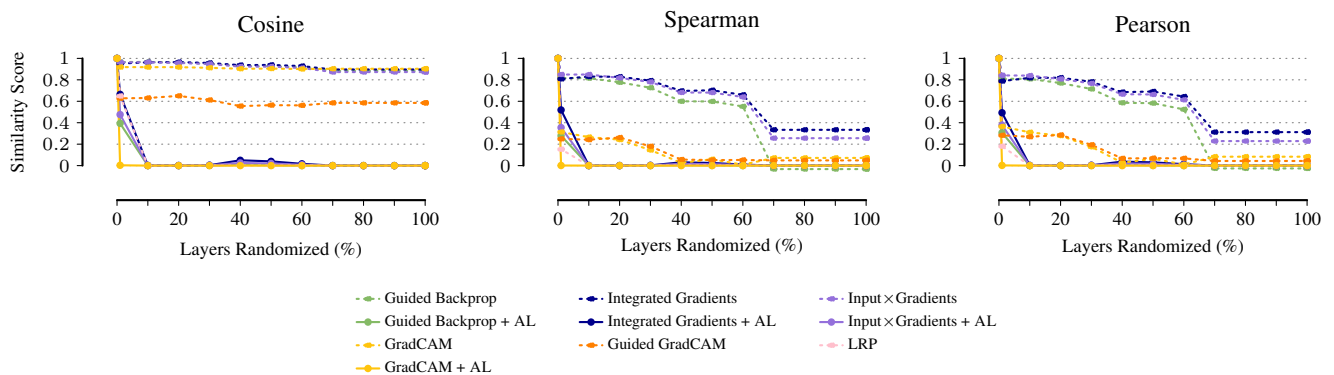 Cosine
Spearman
Pearson
Similarity Score
1
0.8
0.6
0.4
0.2
0
0 20 40 60 80 100
Layers Randomized (%)
1
0.8
0.6
0.4
0.2
0
0 20 40 60 80 100
Layers Randomized (%)
1
0.8
0.6
0.4
0.2
0
0 20 40 60 80 100
Layers Randomized (%)
Guided Backprop
Integrated Gradients
Input×Gradients
Guided Backprop + AL
Integrated Gradients + AL
Input×Gradients + AL
GradCAM
Guided GradCAM
LRP
GradCAM + AL